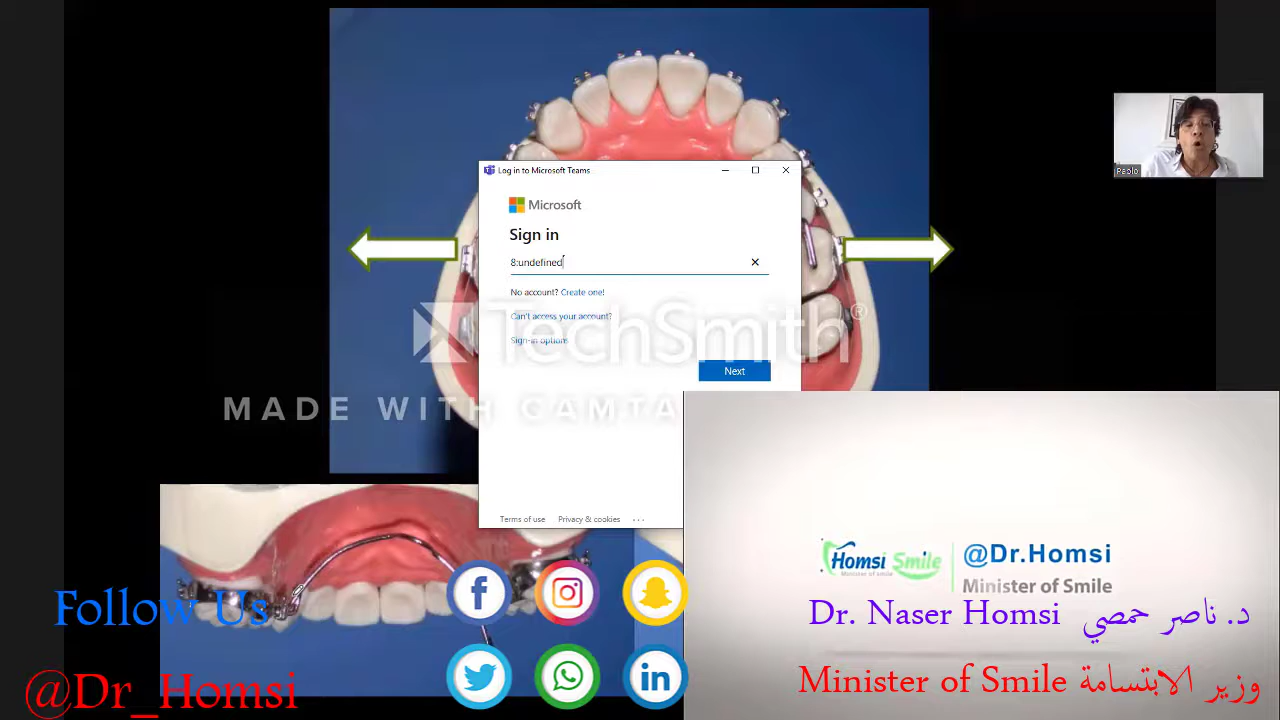 Log in to Microsoft Teams
Microsoft
Sign in
8:undefined
No account? Create one!
Can't access your account?
Sign-in options
Next
TechSmith®
MADE WITH CAMTA
Terms of use Privacy & cookies ...
Paolo
Homsi Smile
Minister of smile
@Dr.Homsi
Minister of Smile
Follow Us
@Dr_Homsi
Dr. Naser Homsi د. ناصر حمصي
Minister of Smile وزير الابتسامة